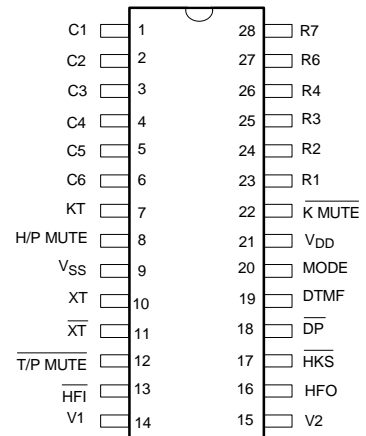 C1 1 28 R7
C2 2 27 R6
C3 3 26 R4
C4 4 25 R3
C5 5 24 R2
C6 6 23 R1
KT 7 22 K MUTE
H/P MUTE 8 21 VDD
VSS 9 20 MODE
XT 10 19 DTMF
XT 11 18 DP
T/P MUTE 12 17 HKS
HFI 13 16 HFO
V1 14 15 V2